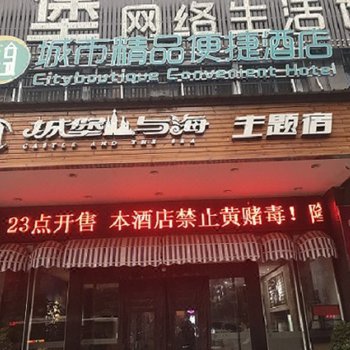 堡网络生活馆
城市精品便捷酒店
Cityboutique Convenient Hotel
城堡与海 主题宿
CASTLE AND THE SEA
23点开售 本酒店禁止黄赌毒!